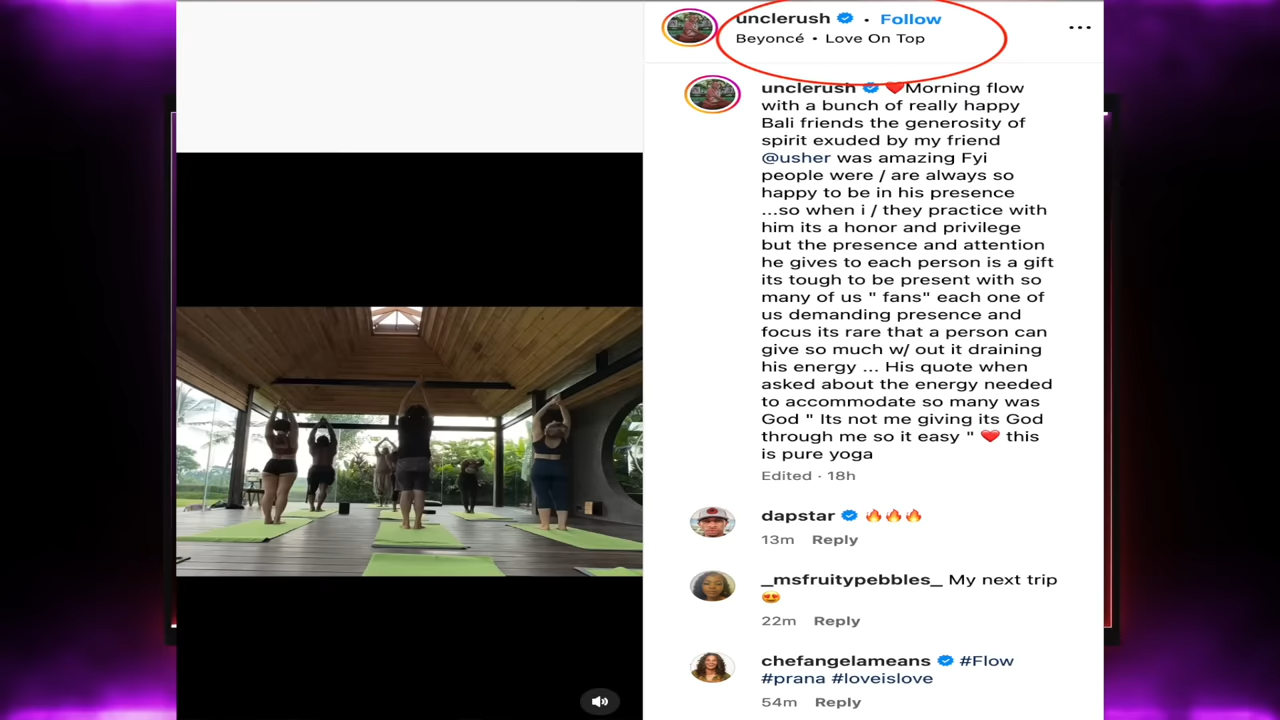 unclerush • Follow
Beyoncé • Love On Top
unclerush ❤️Morning flow
with a bunch of really happy
Bali friends the generosity of
spirit exuded by my friend
@usher was amazing Fyi
people were / are always so
happy to be in his presence
...so when i / they practice with
him its a honor and privilege
but the presence and attention
he gives to each person is a gift
its tough to be present with so
many of us " fans" each one of
us demanding presence and
focus its rare that a person can
give so much w/ out it draining
his energy ... His quote when
asked about the energy needed
to accommodate so many was
God " Its not me giving its God
through me so it easy " ❤️ this
is pure yoga
Edited · 18h
dapstar 🔥🔥🔥
13m Reply
_msfruitypebbles_ My next trip
😍
22m Reply
chefangelameans #Flow
#prana #loveislove
54m Reply